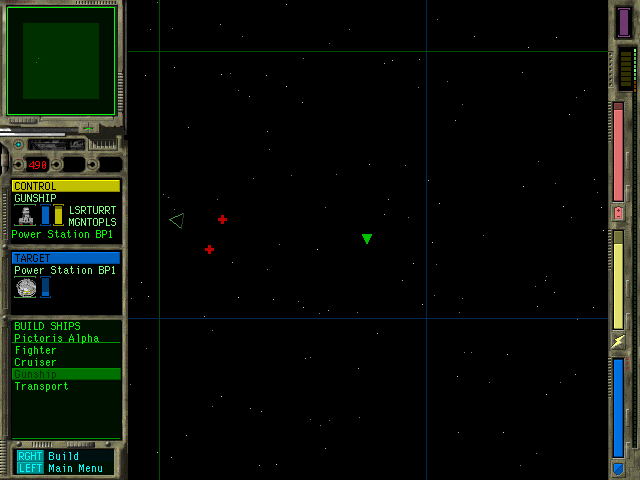 490
CONTROL
GUNSHIP
LSRTURRT
MGNTOPLS
Power Station BP1
TARGET
Power Station BP1
BUILD SHIPS
Pictoris Alpha
Fighter
Cruiser
Gunship
Transport
RGHT Build
LEFT Main Menu